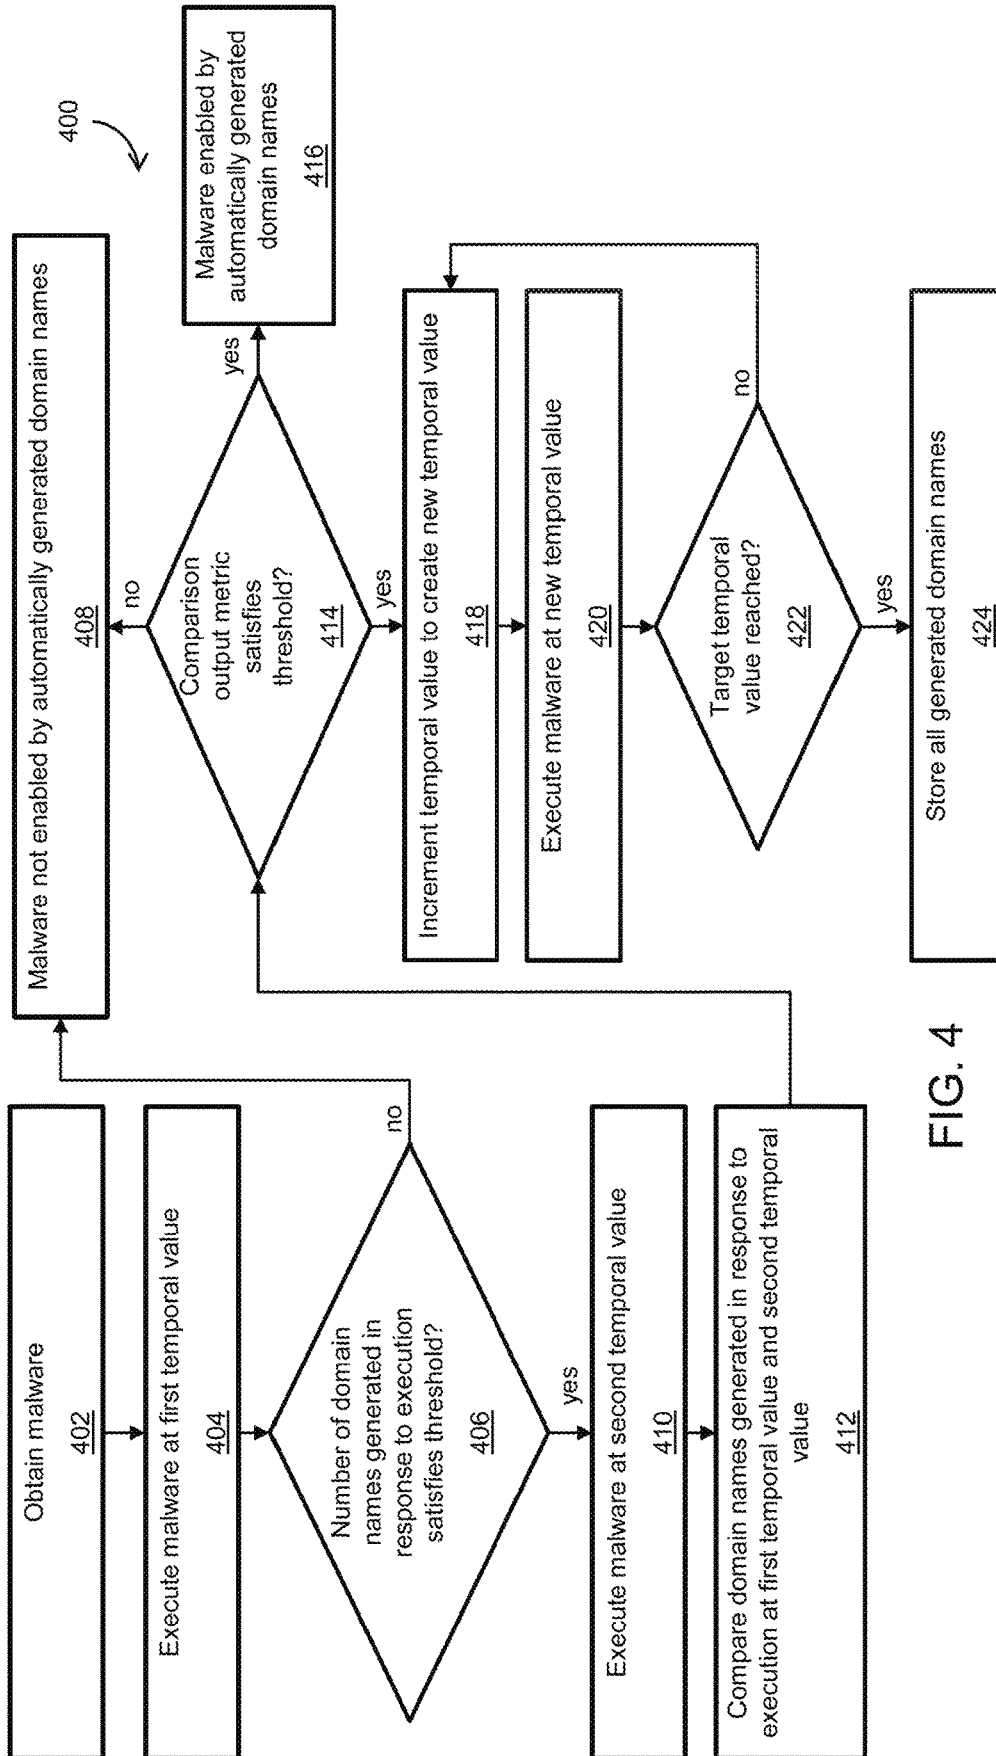 400
Obtain malware
402
Execute malware at first temporal value
404
Number of domain
names generated in
response to execution
satisfies threshold?
406
no
yes
Execute malware at second temporal value
410
Compare domain names generated in response to
execution at first temporal value and second temporal
value
412
Malware not enabled by automatically generated domain names
408
no
Comparison
output metric
satisfies
threshold?
414
yes
Malware enabled by
automatically generated
domain names
416
yes
Increment temporal value to create new temporal value
418
Execute malware at new temporal value
420
Target temporal
value reached?
422
no
yes
Store all generated domain names
424
FIG. 4